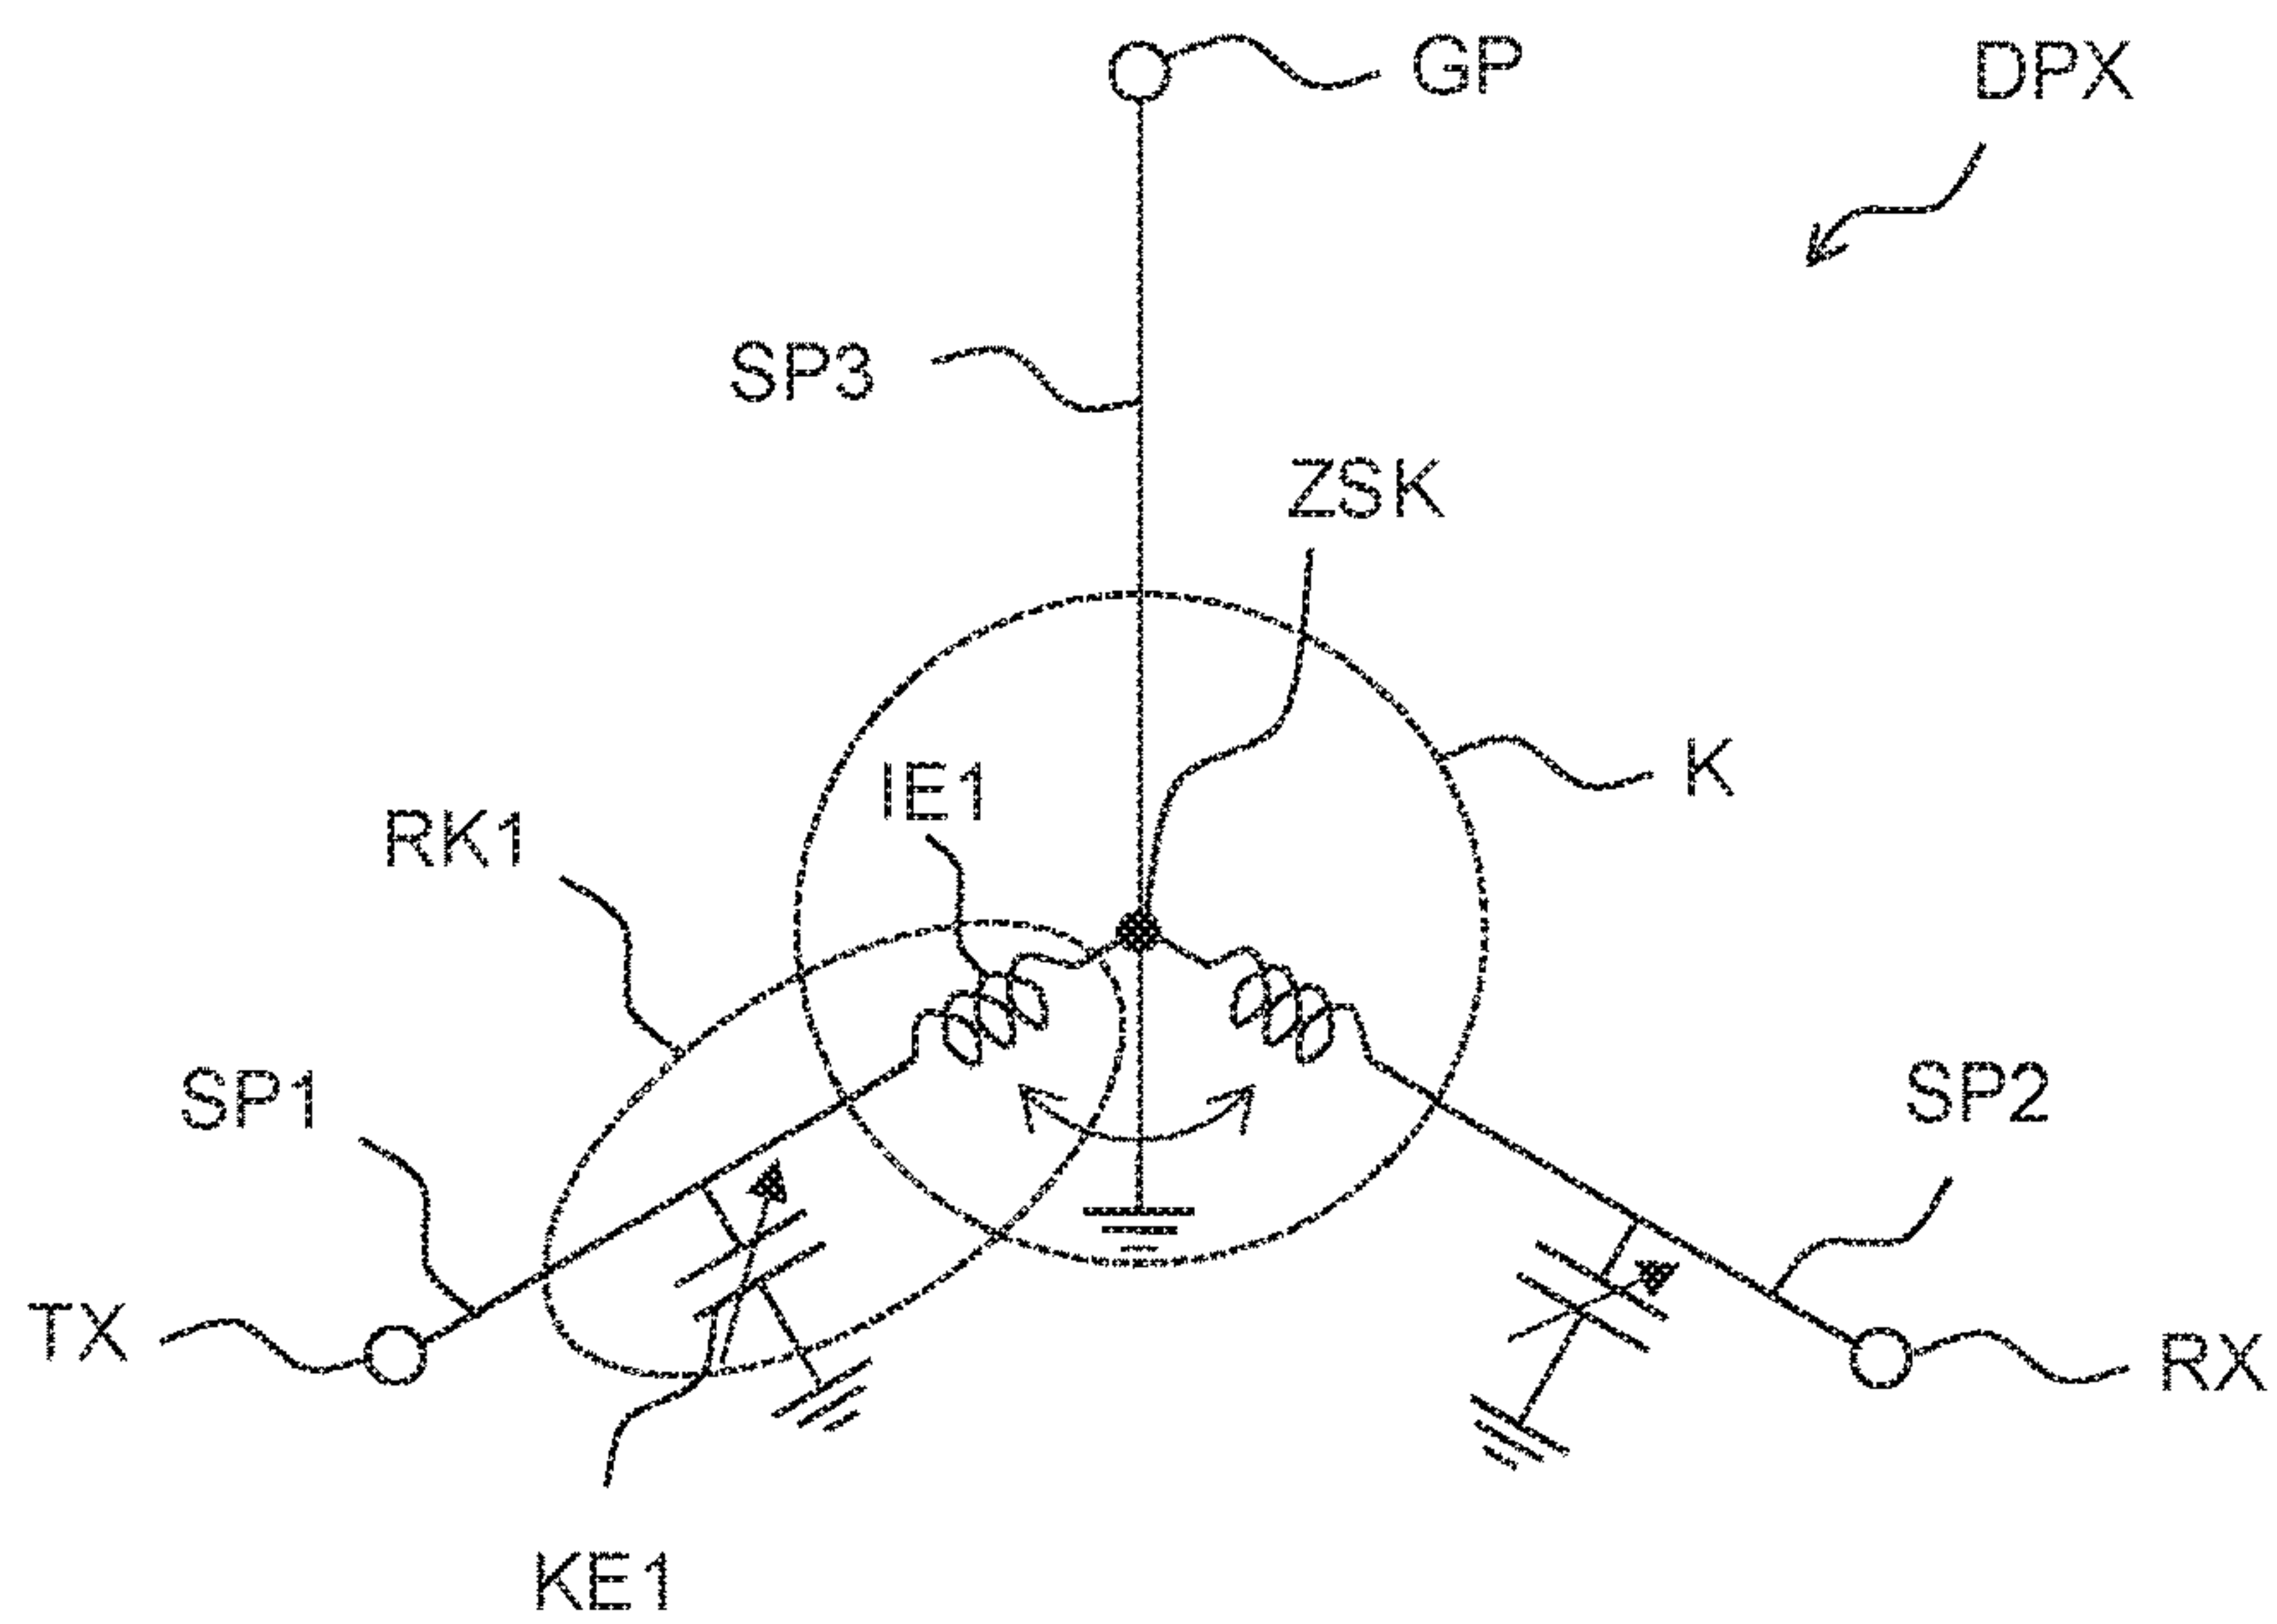 GP
DPX
SP3
ZSK
K
IE1
RK1
SP1
SP2
TX
RX
KE1